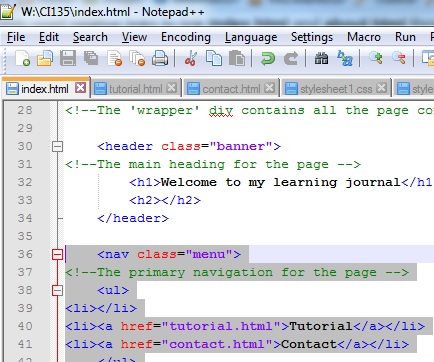 W:\CI135\index.html - Notepad++
File Edit Search View Encoding Language Settings Macro Run
index.html tutorial.html contact.html stylesheet1.css style
28 <!--The 'wrapper' div contains all the page co
29
30 <header class="banner">
31 <!--The main heading for the page -->
32 <h1>Welcome to my learning journal</h1
33 <h2></h2>
34 </header>
35
36 <nav class="menu">
37 <!--The primary navigation for the page -->
38 <ul>
39 <li></li>
40 <li><a href="tutorial.html">Tutorial</a></li>
41 <li><a href="contact.html">Contact</a></li>
42 </ul>